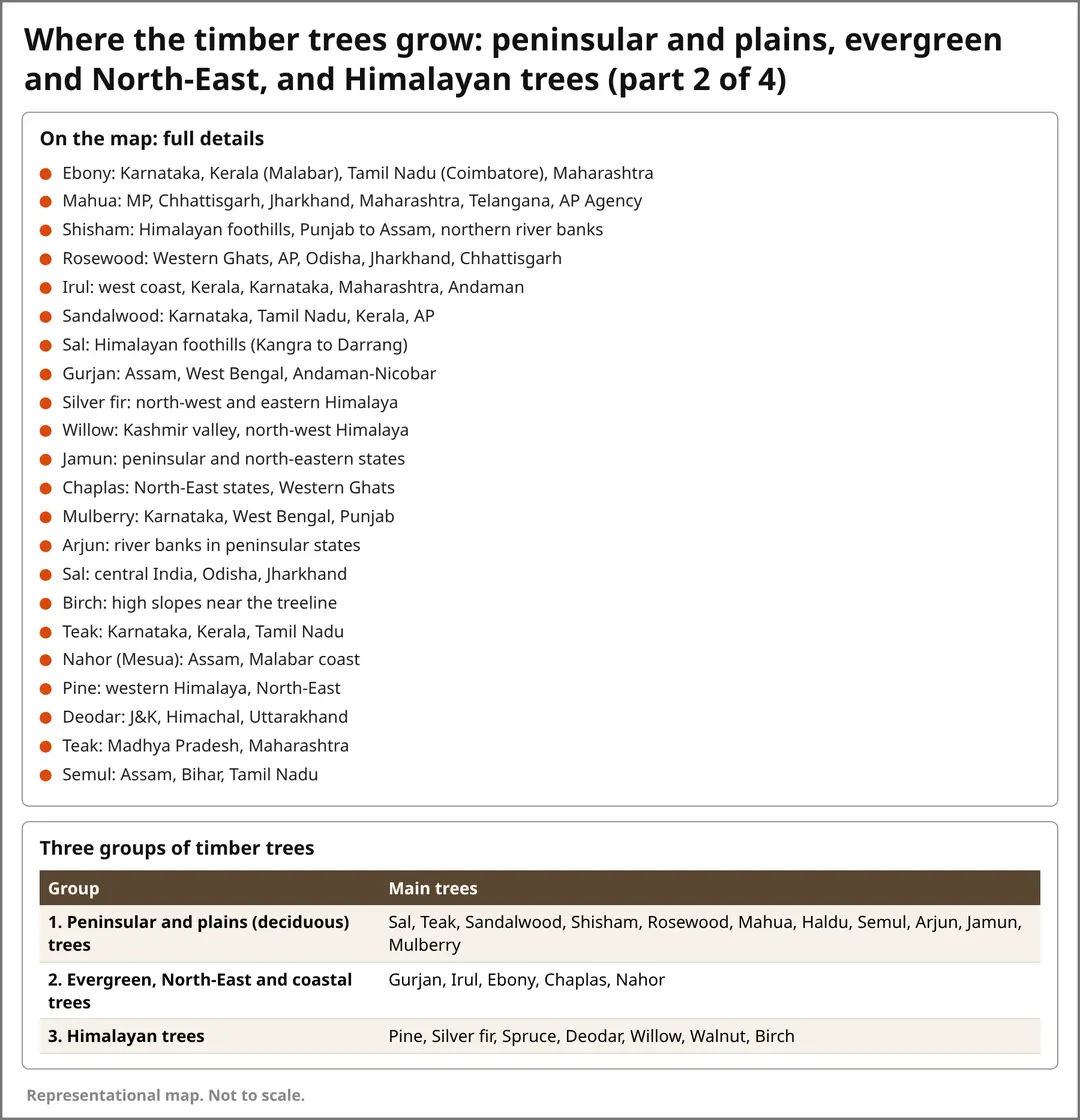 Where the timber trees grow: peninsular and plains, evergreen
and North-East, and Himalayan trees (part 2 of 4)
On the map: full details
Ebony: Karnataka, Kerala (Malabar), Tamil Nadu (Coimbatore), Maharashtra
Mahua: MP, Chhattisgarh, Jharkhand, Maharashtra, Telangana, AP Agency
Shisham: Himalayan foothills, Punjab to Assam, northern river banks
Rosewood: Western Ghats, AP, Odisha, Jharkhand, Chhattisgarh
Irul: west coast, Kerala, Karnataka, Maharashtra, Andaman
Sandalwood: Karnataka, Tamil Nadu, Kerala, AP
Sal: Himalayan foothills (Kangra to Darrang)
Gurjan: Assam, West Bengal, Andaman-Nicobar
Silver fir: north-west and eastern Himalaya
Willow: Kashmir valley, north-west Himalaya
Jamun: peninsular and north-eastern states
Chaplas: North-East states, Western Ghats
Mulberry: Karnataka, West Bengal, Punjab
Arjun: river banks in peninsular states
Sal: central India, Odisha, Jharkhand
Birch: high slopes near the treeline
Teak: Karnataka, Kerala, Tamil Nadu
Nahor (Mesua): Assam, Malabar coast
Pine: western Himalaya, North-East
Deodar: J&K, Himachal, Uttarakhand
Teak: Madhya Pradesh, Maharashtra
Semul: Assam, Bihar, Tamil Nadu
Three groups of timber trees
Group Main trees
1. Peninsular and plains (deciduous) Sal, Teak, Sandalwood, Shisham, Rosewood, Mahua, Haldu, Semul, Arjun, Jamun,
trees Mulberry
2. Evergreen, North-East and coastal Gurjan, Irul, Ebony, Chaplas, Nahor
trees
3. Himalayan trees Pine, Silver fir, Spruce, Deodar, Willow, Walnut, Birch
Representational map. Not to scale.